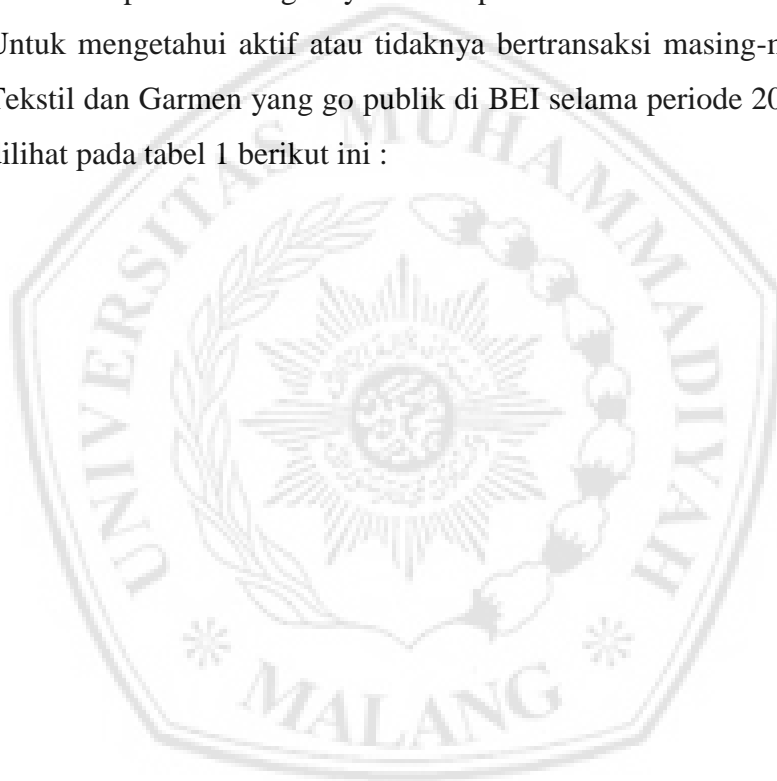 Untuk mengetahui aktif atau tidaknya bertransaksi masing-
Tekstil dan Garmen yang go publik di BEI selama periode 20
dilihat pada tabel 1 berikut ini :
UNIVERSITAS MUHAMMADIYAH
MALANG